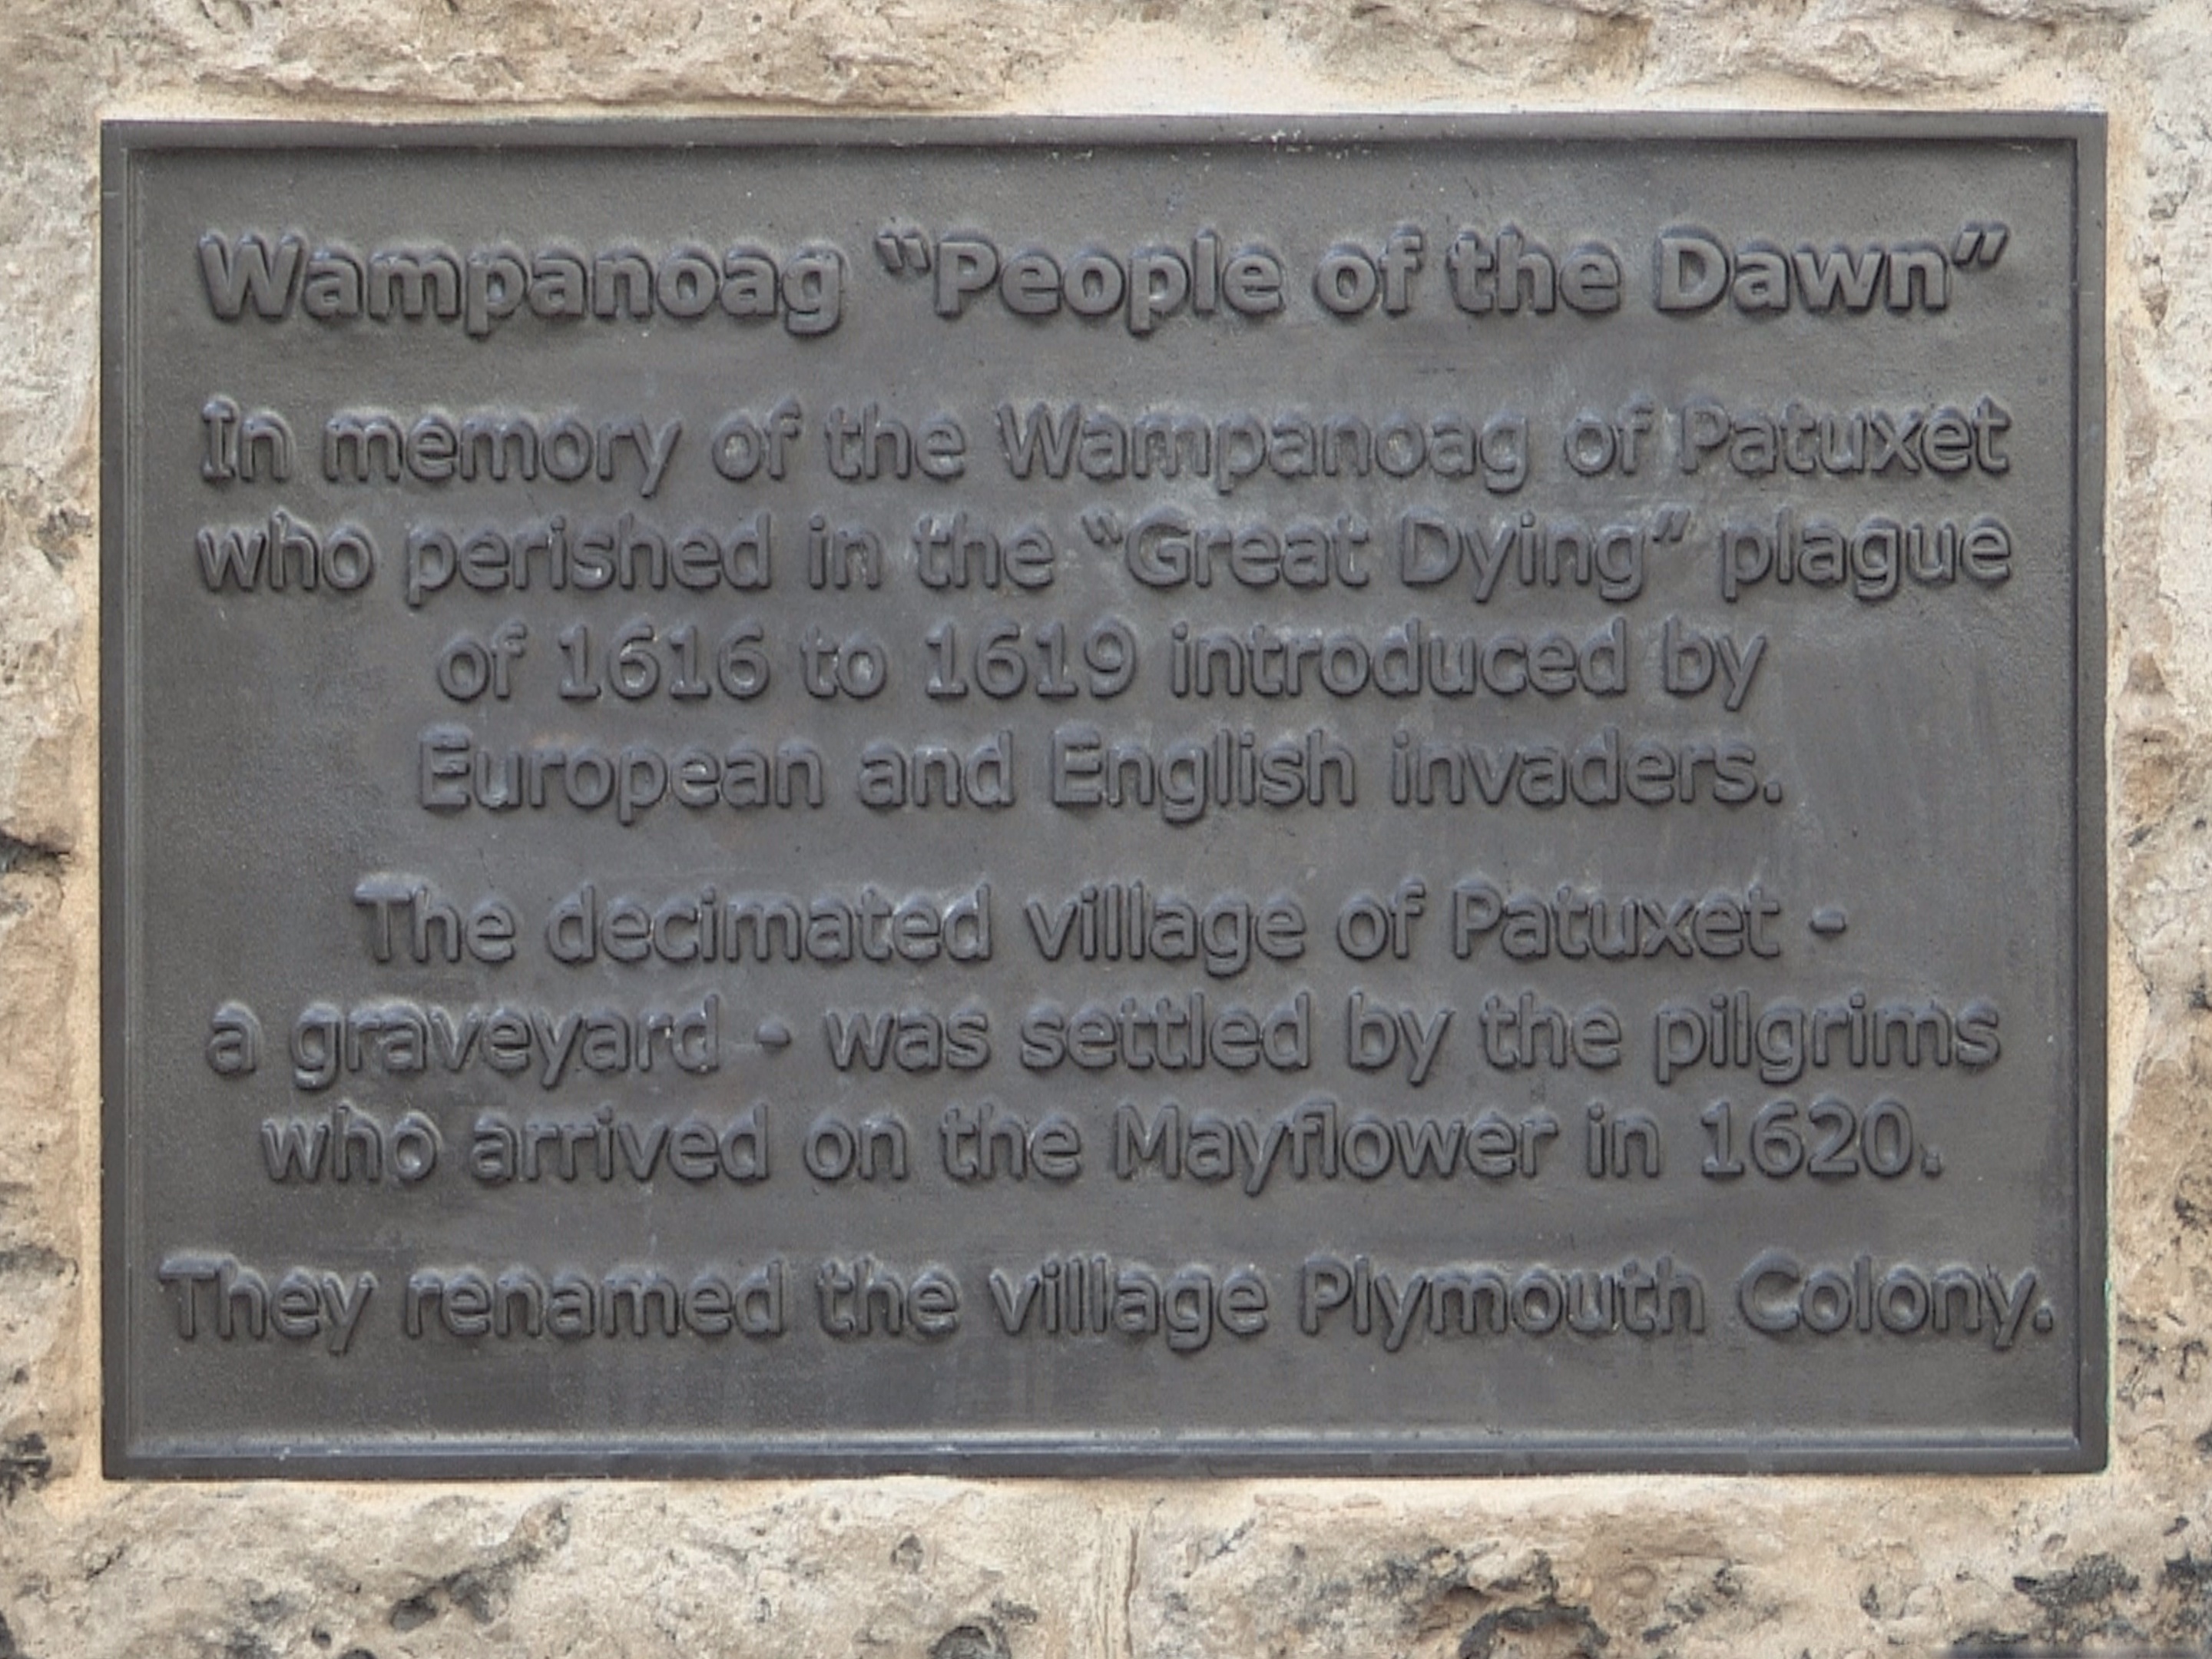 Wampanoag “People of the Dawn”
In memory of the Wampanoag of Patuxet
who perished in the “Great Dying” plague
of 1616 to 1619 introduced by
European and English invaders.
The decimated village of Patuxet -
a graveyard - was settled by the pilgrims
who arrived on the Mayflower in 1620.
They renamed the village Plymouth Colony.